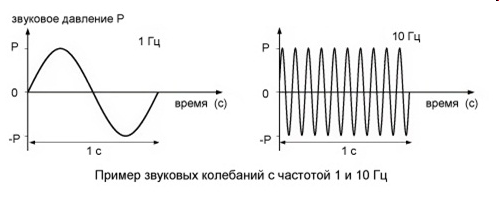 звуковое давление P
P
1 Гц
0
время (с)
-P
1 с
P
10 Гц
0
время (с)
-P
1 с
Пример звуковых колебаний с частотой 1 и 10 Гц